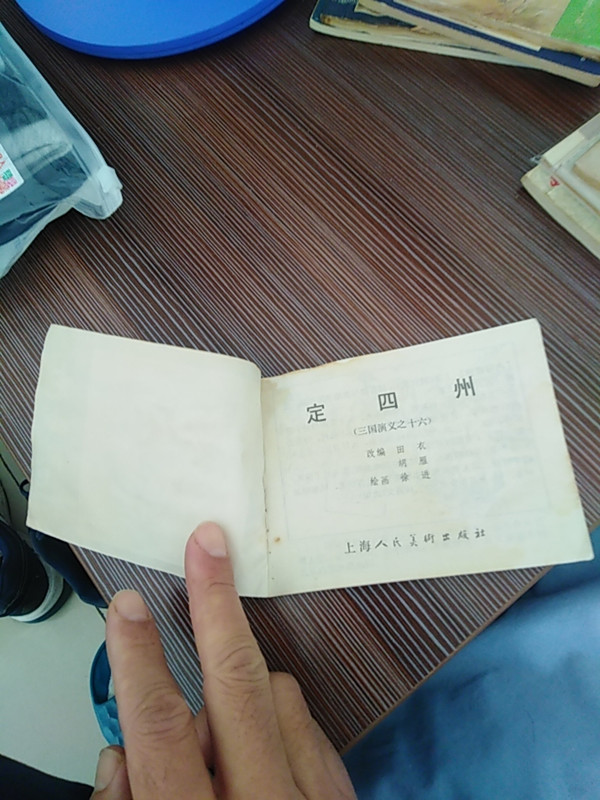 定四州
（三国演义之十六）
改编 田衣
胡雁
绘画 徐进
上海人民美術出版社